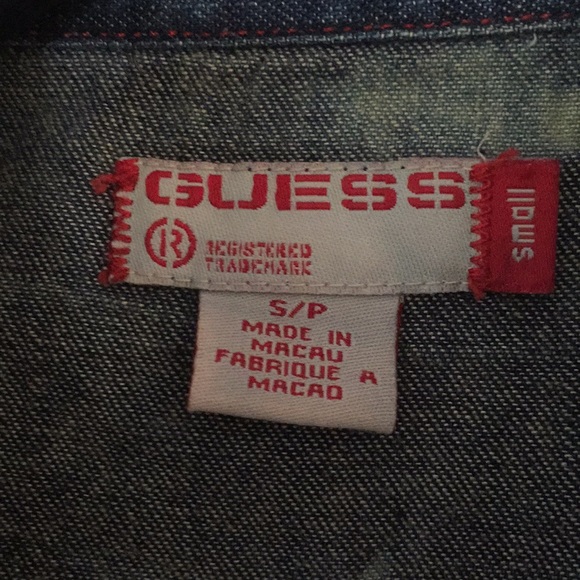 GUESS
® REGISTERED
TRADEMARK
small
S/P
MADE IN
MACAU
FABRIQUE A
MACAO